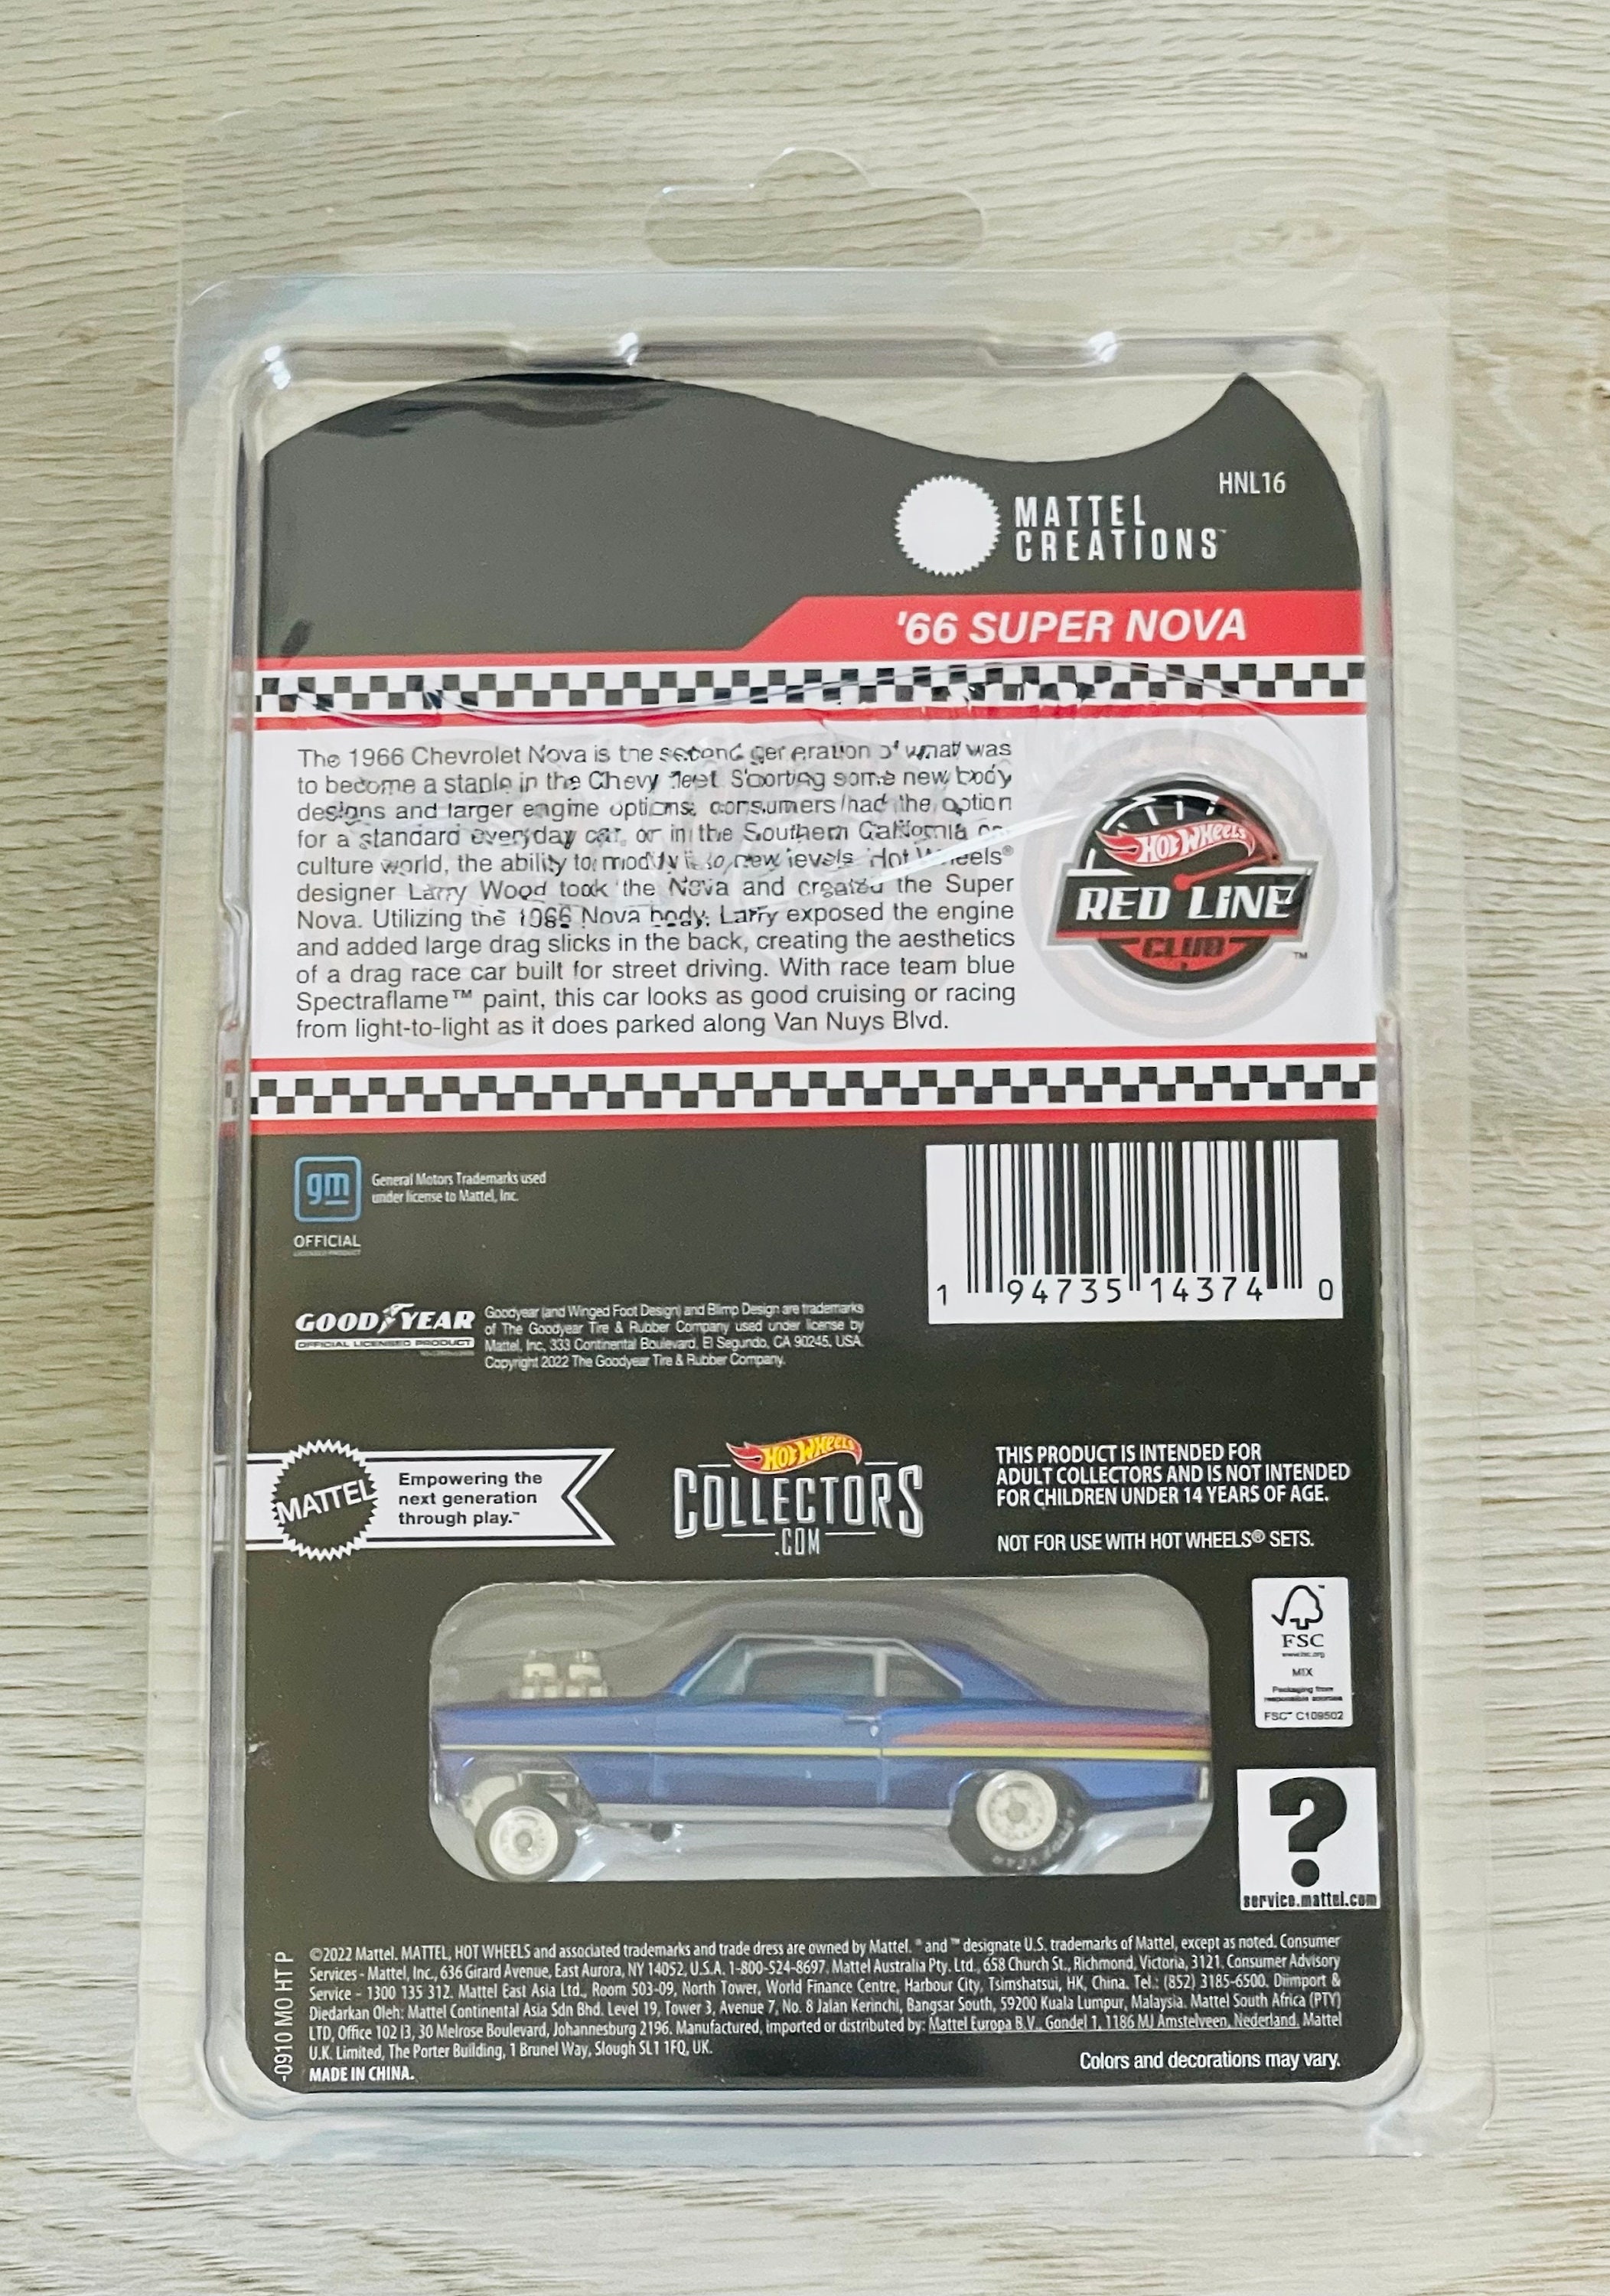 HNL16
MATTEL
CREATIONS™
'66 SUPER NOVA
The 1966 Chevrolet Nova is the second generation of what was
to become a staple in the Chevy fleet. Sporting some new body
designs and larger engine options, consumers had the option
for a standard everyday car, or in the Southern California car
culture world, the ability to modify it to new levels. Hot Wheels®
designer Larry Wood took the Nova and created the Super
Nova. Utilizing the 1966 Nova body, Larry exposed the engine
and added large drag slicks in the back, creating the aesthetics
of a drag race car built for street driving. With race team blue
Spectraflame™ paint, this car looks as good cruising or racing
from light-to-light as it does parked along Van Nuys Blvd.
HOT WHEELS
RED LINE
CLUB
™
gm
OFFICIAL
LICENSED PRODUCT
General Motors Trademarks used
under license to Mattel, Inc.
1 94735 14374 0
GOODYEAR
OFFICIAL LICENSED PRODUCT
Goodyear (and Winged Foot Design) and Blimp Design are trademarks
of The Goodyear Tire & Rubber Company used under license by
Mattel, Inc, 333 Continental Boulevard, El Segundo, CA 90245, USA.
Copyright 2022 The Goodyear Tire & Rubber Company.
MATTEL
Empowering the
next generation
through play.™
HOT WHEELS
COLLECTORS
.COM
THIS PRODUCT IS INTENDED FOR
ADULT COLLECTORS AND IS NOT INTENDED
FOR CHILDREN UNDER 14 YEARS OF AGE.
NOT FOR USE WITH HOT WHEELS® SETS.
FSC
www.fsc.org
MIX
Packaging from
responsible sources
FSC™ C109502
?
service.mattel.com
-0910 MO HT P
©2022 Mattel. MATTEL, HOT WHEELS and associated trademarks and trade dress are owned by Mattel. ® and ™ designate U.S. trademarks of Mattel, except as noted. Consumer
Services - Mattel, Inc., 636 Girard Avenue, East Aurora, NY 14052, U.S.A. 1-800-524-8697. Mattel Australia Pty. Ltd., 658 Church St., Richmond, Victoria, 3121. Consumer Advisory
Service - 1300 135 312. Mattel East Asia Ltd., Room 503-09, North Tower, World Finance Centre, Harbour City, Tsimshatsui, HK, China. Tel.: (852) 3185-6500. Diimport &
Diedarkan Oleh: Mattel Continental Asia Sdn Bhd. Level 19, Tower 3, Avenue 7, No. 8 Jalan Kerinchi, Bangsar South, 59200 Kuala Lumpur, Malaysia. Mattel South Africa (PTY)
LTD, Office 102 I3, 30 Melrose Boulevard, Johannesburg 2196. Manufactured, imported or distributed by: Mattel Europa B.V., Gondel 1, 1186 MJ Amstelveen, Nederland. Mattel
U.K. Limited, The Porter Building, 1 Brunel Way, Slough SL1 1FQ, UK.
MADE IN CHINA.
Colors and decorations may vary.